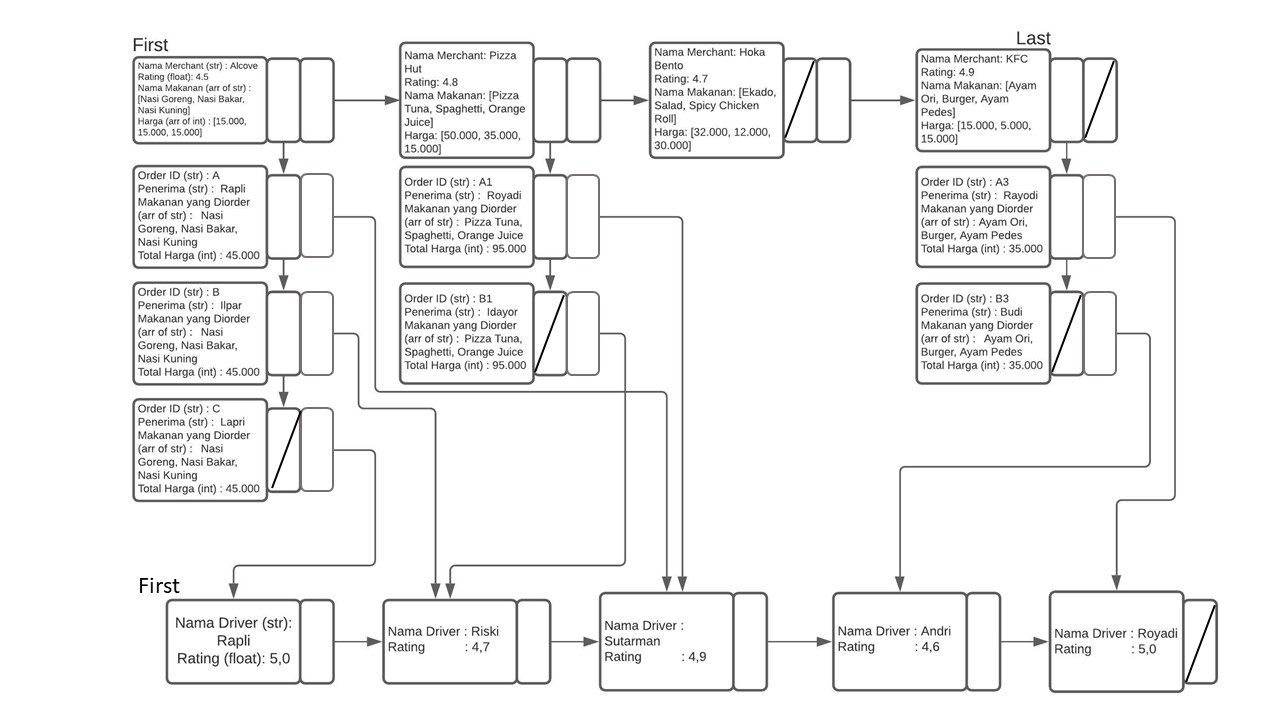 First
Last
Nama Merchant (str) : Alcove
Rating (float): 4.5
Nama Makanan (arr of str) :
[Nasi Goreng, Nasi Bakar,
Nasi Kuning]
Harga (arr of int) : [15.000,
15.000, 15.000]
Nama Merchant: Pizza
Hut
Rating: 4.8
Nama Makanan: [Pizza
Tuna, Spaghetti, Orange
Juice]
Harga: [50.000, 35.000,
15.000]
Nama Merchant: Hoka
Bento
Rating: 4.7
Nama Makanan: [Ekado,
Salad, Spicy Chicken
Roll]
Harga: [32.000, 12.000,
30.000]
Nama Merchant: KFC
Rating: 4.9
Nama Makanan: [Ayam
Ori, Burger, Ayam
Pedes]
Harga: [15.000, 5.000,
15.000]
Order ID (str) : A
Penerima (str) : Rapli
Makanan yang Diorder
(arr of str) : Nasi
Goreng, Nasi Bakar,
Nasi Kuning
Total Harga (int) : 45.000
Order ID (str) : A1
Penerima (str) : Royadi
Makanan yang Diorder
(arr of str) : Pizza Tuna,
Spaghetti, Orange Juice
Total Harga (int) : 95.000
Order ID (str) : A3
Penerima (str) : Rayodi
Makanan yang Diorder
(arr of str) : Ayam Ori,
Burger, Ayam Pedes
Total Harga (int) : 35.000
Order ID (str) : B
Penerima (str) : Ilpar
Makanan yang Diorder
(arr of str) : Nasi
Goreng, Nasi Bakar,
Nasi Kuning
Total Harga (int) : 45.000
Order ID (str) : B1
Penerima (str) : Idayor
Makanan yang Diorder
(arr of str) : Pizza Tuna,
Spaghetti, Orange Juice
Total Harga (int) : 95.000
Order ID (str) : B3
Penerima (str) : Budi
Makanan yang Diorder
(arr of str) : Ayam Ori,
Burger, Ayam Pedes
Total Harga (int) : 35.000
Order ID (str) : C
Penerima (str) : Lapri
Makanan yang Diorder
(arr of str) : Nasi
Goreng, Nasi Bakar,
Nasi Kuning
Total Harga (int) : 45.000
First
Nama Driver (str):
Rapli
Rating (float): 5,0
Nama Driver : Riski
Rating : 4,7
Nama Driver :
Sutarman
Rating : 4,9
Nama Driver : Andri
Rating : 4,6
Nama Driver : Royadi
Rating : 5,0